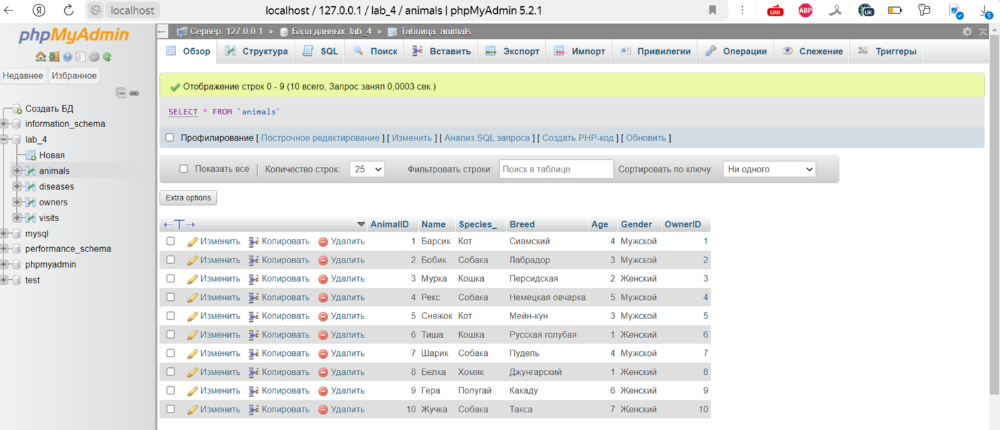 localhost
localhost / 127.0.0.1 / lab_4 / animals | phpMyAdmin 5.2.1
ERR
ABP
UK
5
phpMyAdmin
Недавнее Избранное
Создать БД
information_schema
lab_4
Новая
animals
diseases
owners
visits
mysql
performance_schema
phpmyadmin
test
Сервер: 127.0.0.1 » База данных: lab_4 » Таблица: animals
Обзор Структура SQL Поиск Вставить Экспорт Импорт Привилегии Операции Слежение Триггеры
Отображение строк 0 - 9 (10 всего, Запрос занял 0,0003 сек.)
SELECT * FROM `animals`
Профилирование [ Построчное редактирование ] [ Изменить ] [ Анализ SQL запроса ] [ Создать PHP-код ] [ Обновить ]
Показать все | Количество строк: 25 Фильтровать строки: Поиск в таблице Сортировать по ключу: Ни одного
Extra options
←T→ AnimalID Name Species_ Breed Age Gender OwnerID
Изменить Копировать Удалить 1 Барсик Кот Сиамский 4 Мужской 1
Изменить Копировать Удалить 2 Бобик Собака Лабрадор 3 Мужской 2
Изменить Копировать Удалить 3 Мурка Кошка Персидская 2 Женский 3
Изменить Копировать Удалить 4 Рекс Собака Немецкая овчарка 5 Мужской 4
Изменить Копировать Удалить 5 Снежок Кот Мейн-кун 3 Мужской 5
Изменить Копировать Удалить 6 Тиша Кошка Русская голубая 1 Женский 6
Изменить Копировать Удалить 7 Шарик Собака Пудель 4 Мужской 7
Изменить Копировать Удалить 8 Белка Хомяк Джунгарский 1 Женский 8
Изменить Копировать Удалить 9 Гера Попугай Какаду 6 Женский 9
Изменить Копировать Удалить 10 Жучка Собака Такса 7 Женский 10